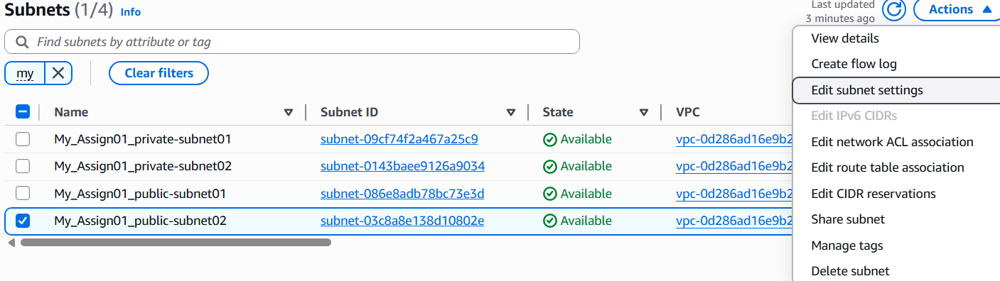 Subnets (1/4) Info
Last updated
3 minutes ago
Actions
Find subnets by attribute or tag
my
Clear filters
View details
Create flow log
Edit subnet settings
Edit IPv6 CIDRs
Edit network ACL association
Edit route table association
Edit CIDR reservations
Share subnet
Manage tags
Delete subnet
Name Subnet ID State VPC
My_Assign01_private-subnet01 subnet-09cf74f2a467a25c9 Available vpc-0d286ad16e9b2
My_Assign01_private-subnet02 subnet-0143baee9126a9034 Available vpc-0d286ad16e9b2
My_Assign01_public-subnet01 subnet-086e8adb78bc73e3d Available vpc-0d286ad16e9b2
My_Assign01_public-subnet02 subnet-03c8a8e138d10802e Available vpc-0d286ad16e9b2